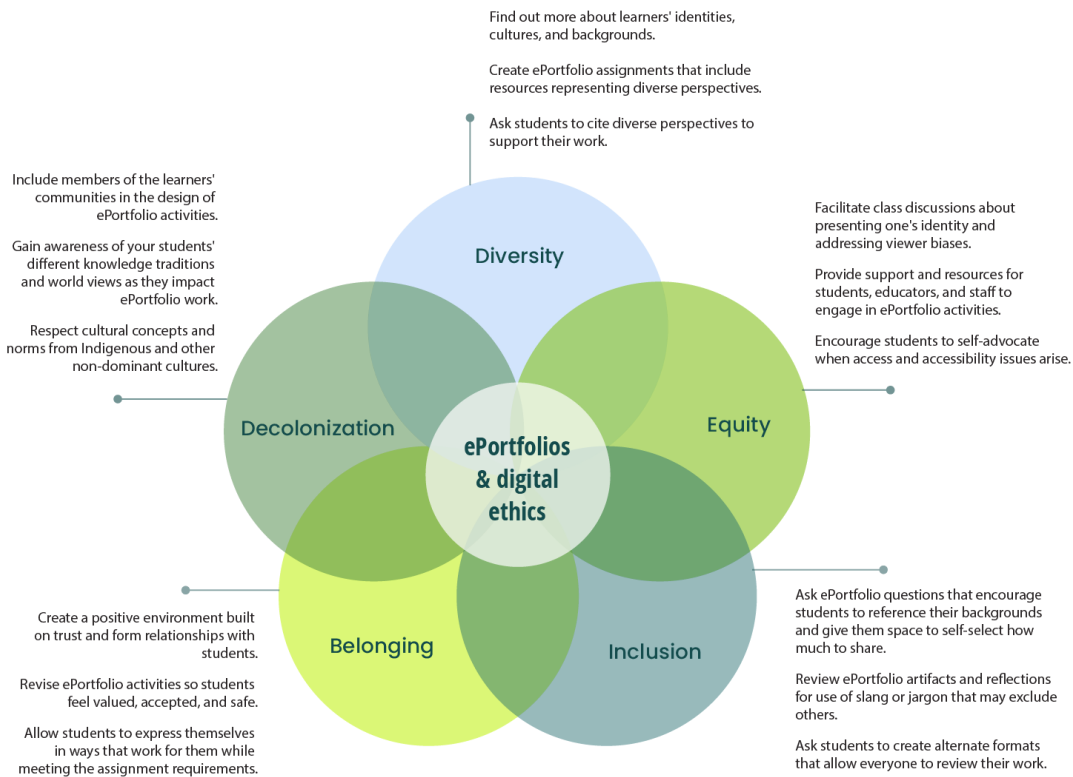 Find out more about learners' identities,
cultures, and backgrounds.
Create ePortfolio assignments that include
resources representing diverse perspectives.
Ask students to cite diverse perspectives to
support their work.
Include members of the learners'
communities in the design of
ePortfolio activities.
Gain awareness of your students'
different knowledge traditions
and world views as they impact
ePortfolio work.
Respect cultural concepts and
norms from Indigenous and other
non-dominant cultures.
Facilitate class discussions about
presenting one's identity and
addressing viewer biases.
Provide support and resources for
students, educators, and staff to
engage in ePortfolio activities.
Encourage students to self-advocate
when access and accessibility issues arise.
Diversity
Decolonization
Equity
ePortfolios
& digital
ethics
Belonging
Inclusion
Create a positive environment built
on trust and form relationships with
students.
Revise ePortfolio activities so students
feel valued, accepted, and safe.
Allow students to express themselves
in ways that work for them while
meeting the assignment requirements.
Ask ePortfolio questions that encourage
students to reference their backgrounds
and give them space to self-select how
much to share.
Review ePortfolio artifacts and reflections
for use of slang or jargon that may exclude
others.
Ask students to create alternate formats
that allow everyone to review their work.